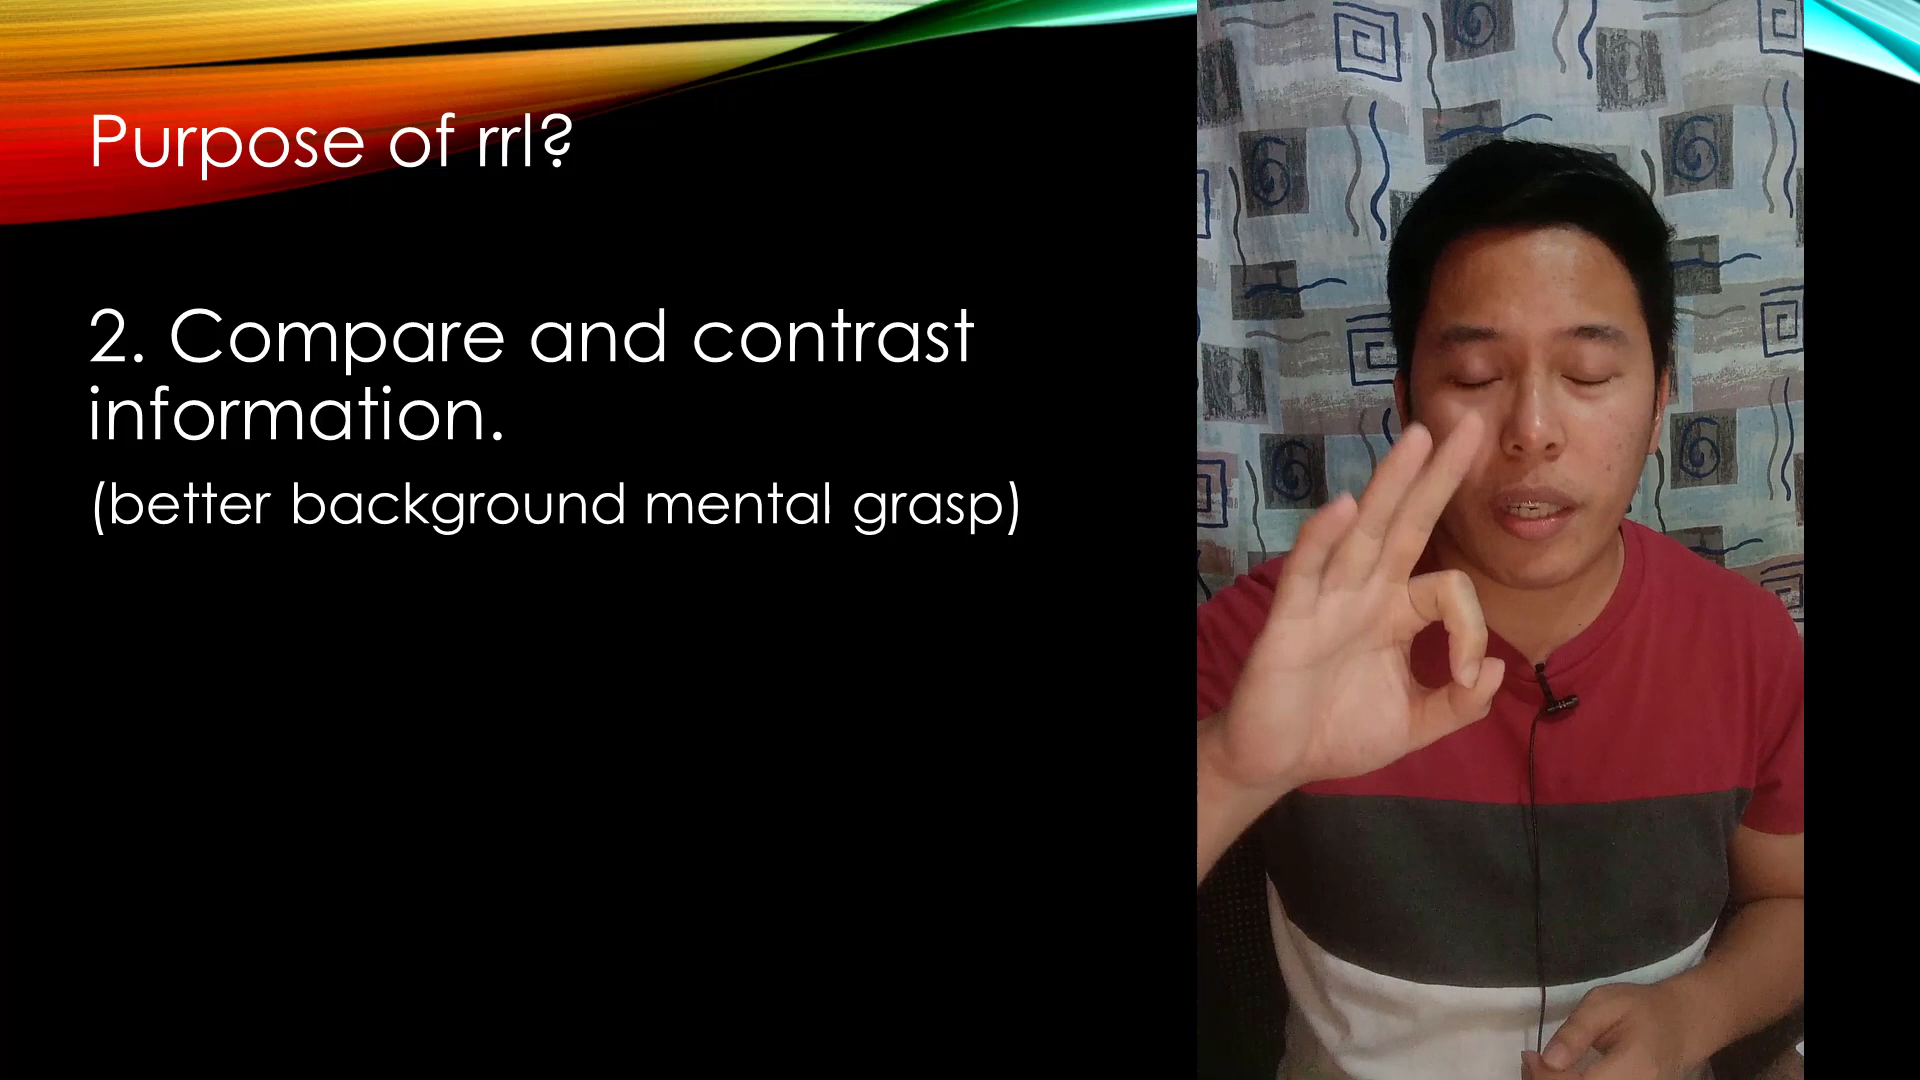 Purpose of rrl?
2. Compare and contrast
information.
(better background mental grasp)